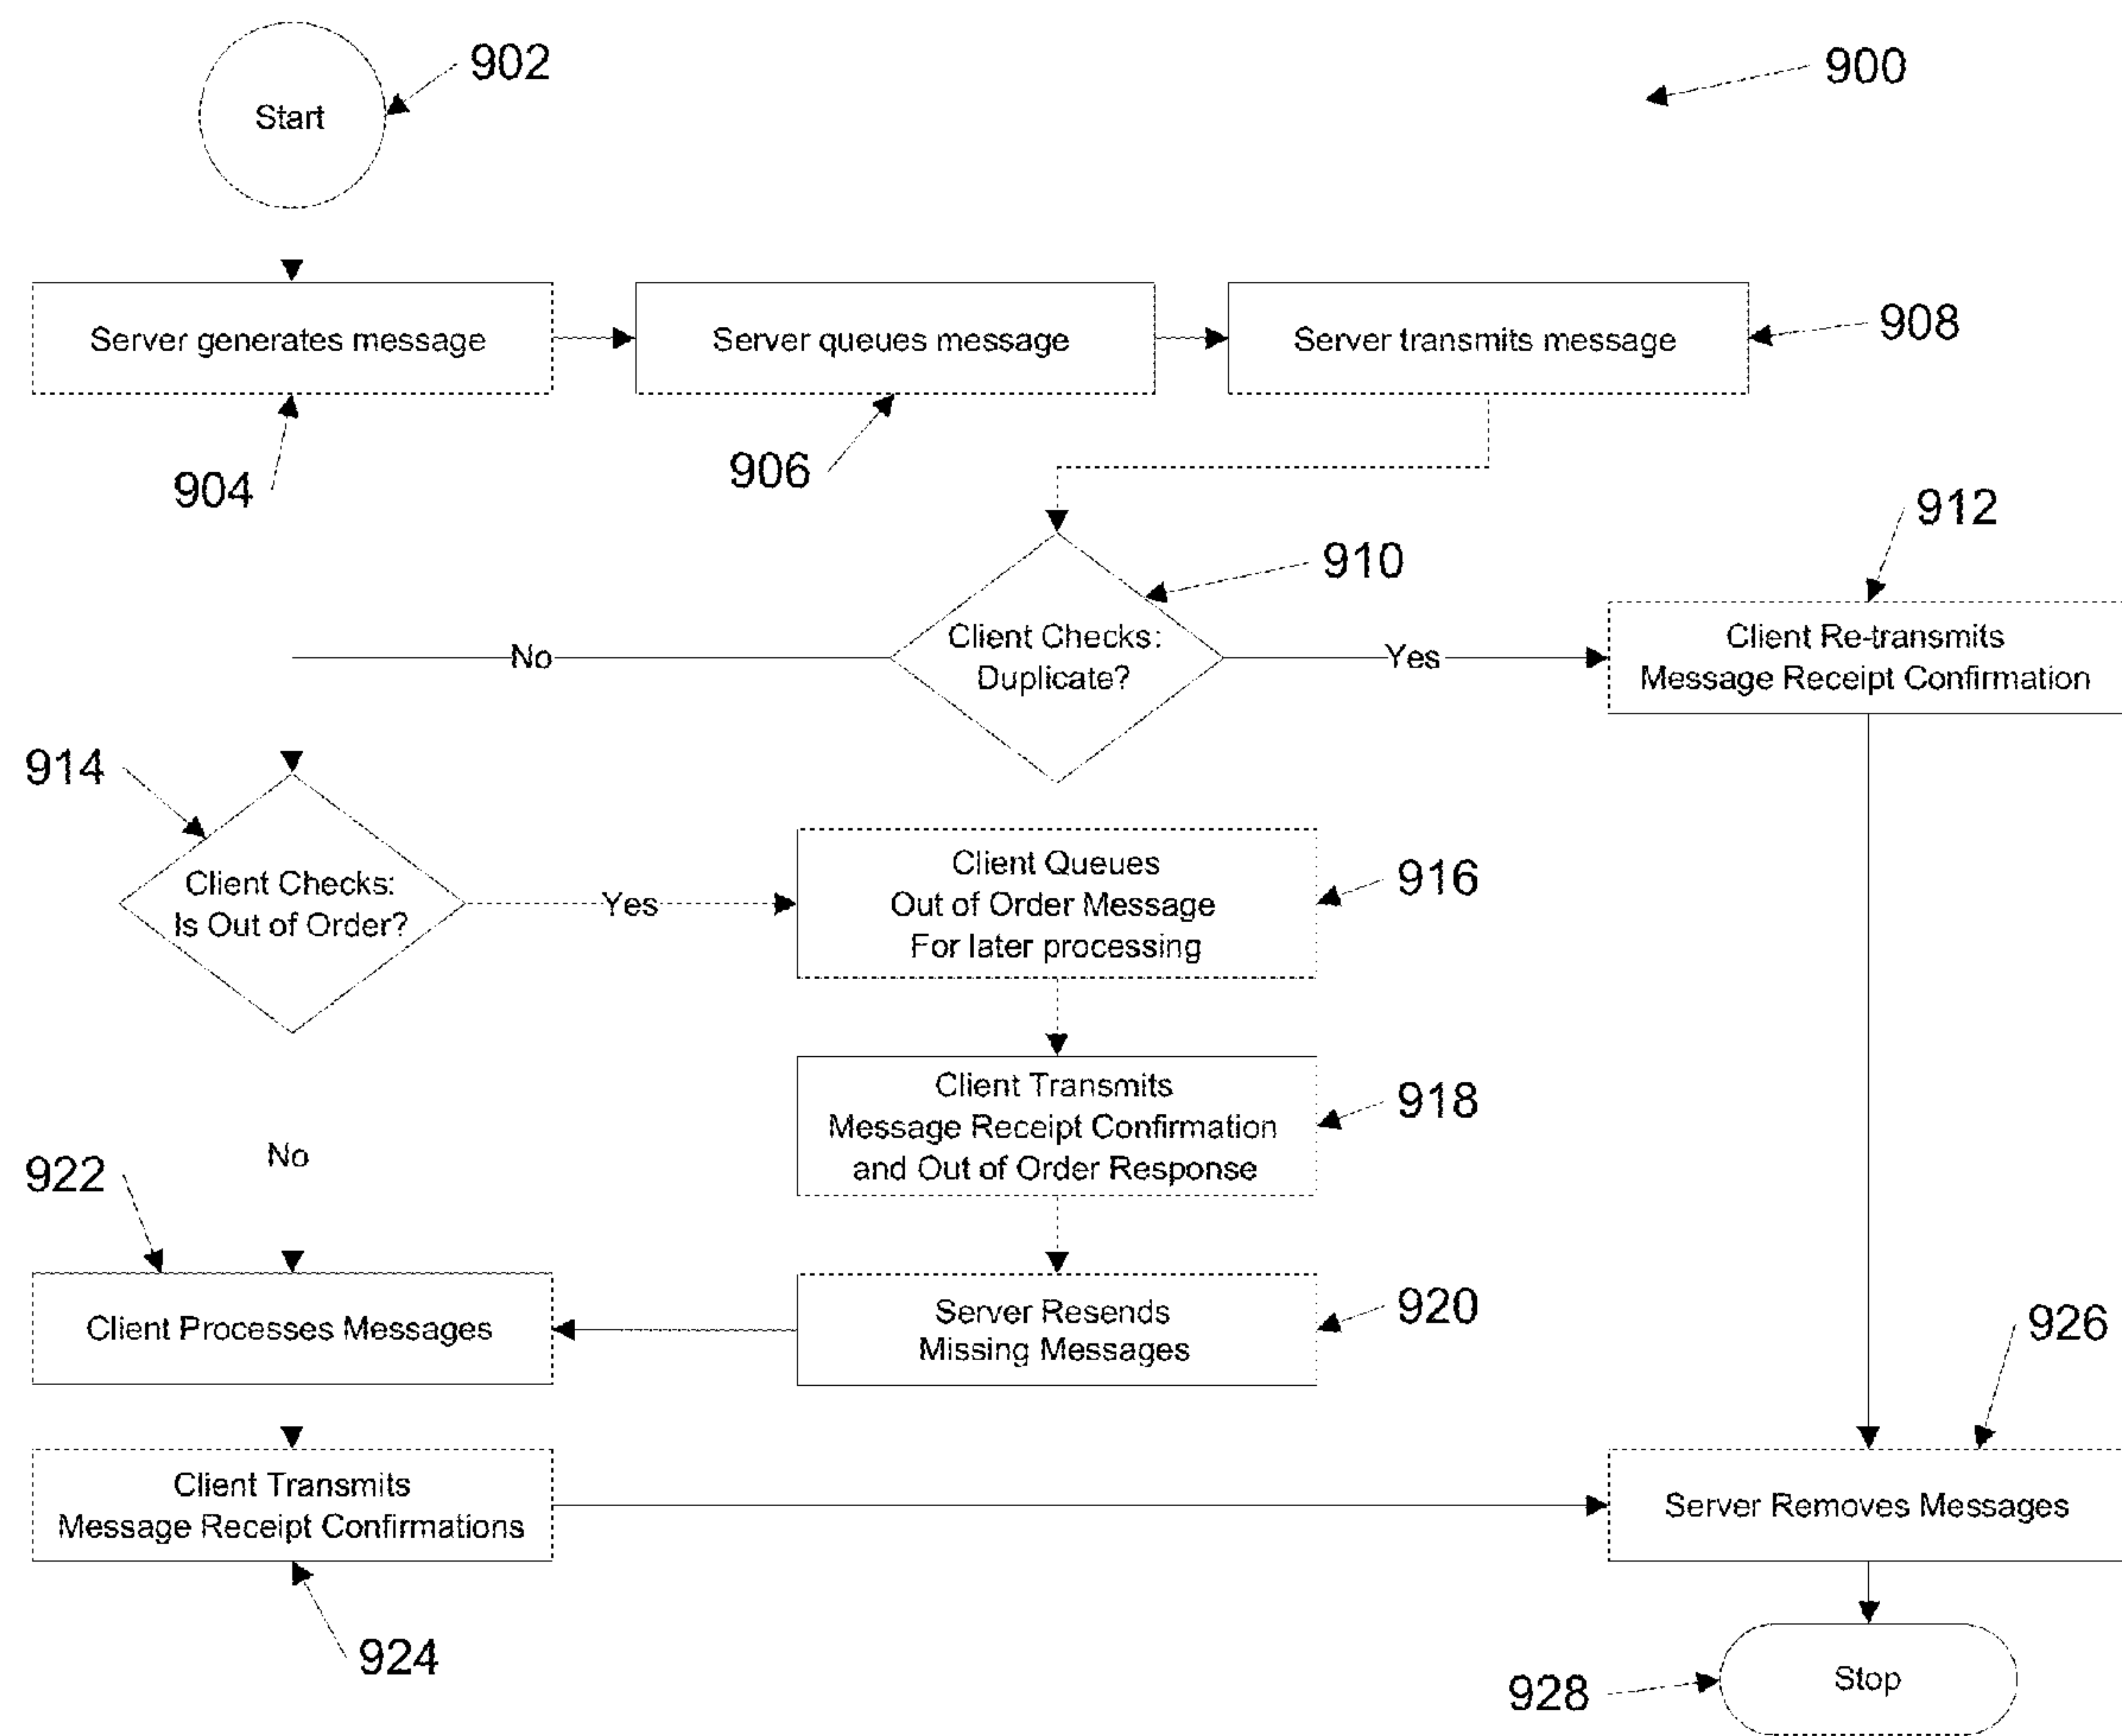 902
900
Start
Server generates message
Server queues message
Server transmits message
908
904
906
912
910
Client Checks:
Duplicate?
No
Yes
Client Re-transmits
Message Receipt Confirmation
914
Client Checks:
Is Out of Order?
Yes
Client Queues
Out of Order Message
For later processing
916
Client Transmits
Message Receipt Confirmation
and Out of Order Response
918
No
922
Client Processes Messages
Server Resends
Missing Messages
920
926
Client Transmits
Message Receipt Confirmations
Server Removes Messages
924
928
Stop